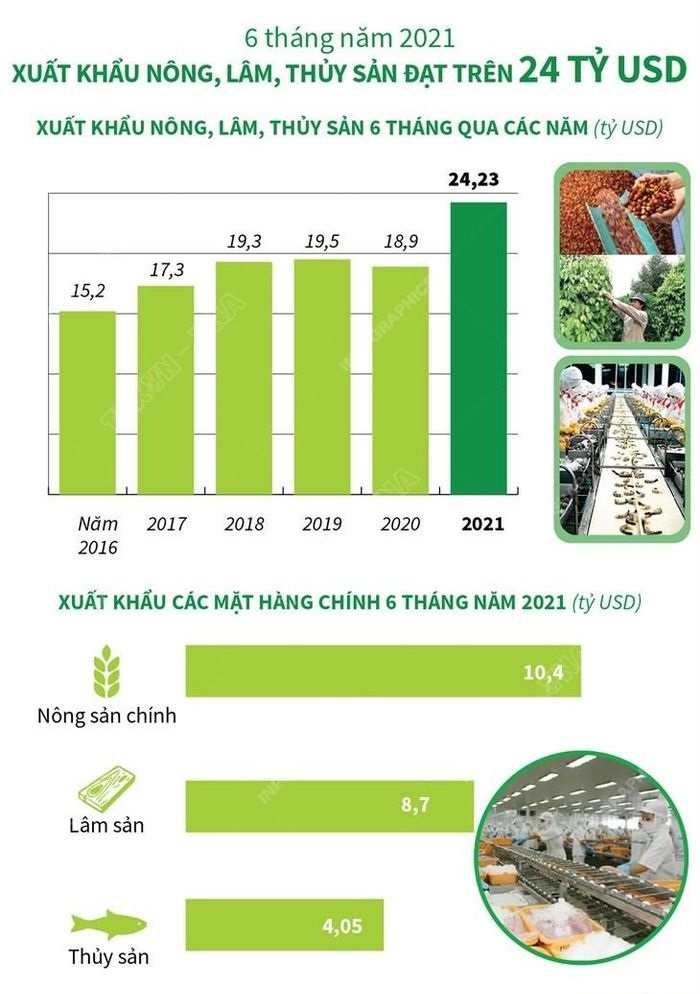 6 tháng năm 2021
XUẤT KHẨU NÔNG, LÂM, THỦY SẢN ĐẠT TRÊN 24 TỶ USD
XUẤT KHẨU NÔNG, LÂM, THỦY SẢN 6 THÁNG QUA CÁC NĂM (tỷ USD)
24,23
19,3
19,5
18,9
17,3
15,2
Năm 2016
2017
2018
2019
2020
2021
XUẤT KHẨU CÁC MẶT HÀNG CHÍNH 6 THÁNG NĂM 2021 (tỷ USD)
10,4
Nông sản chính
8,7
Lâm sản
4,05
Thủy sản